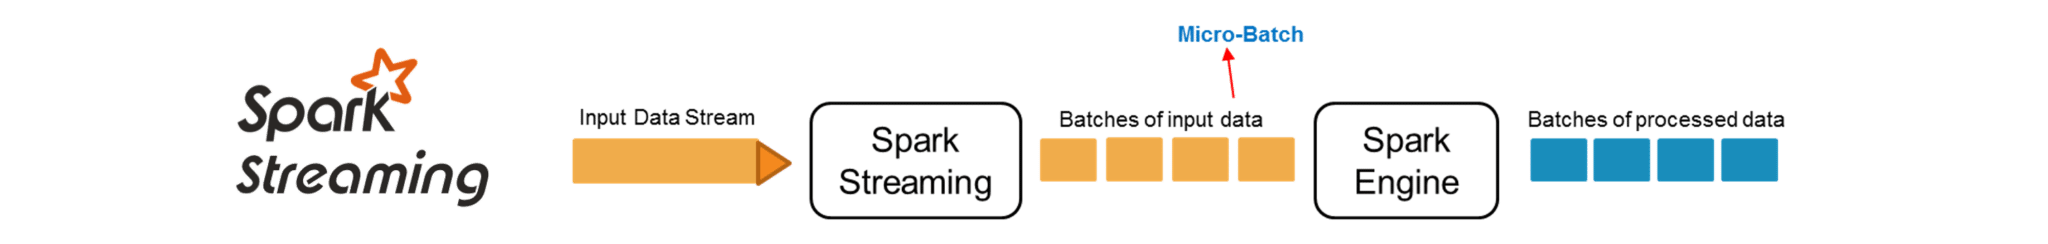 Micro-Batch
Spark
Streaming
Input Data Stream
Spark
Streaming
Batches of input data
Spark
Engine
Batches of processed data